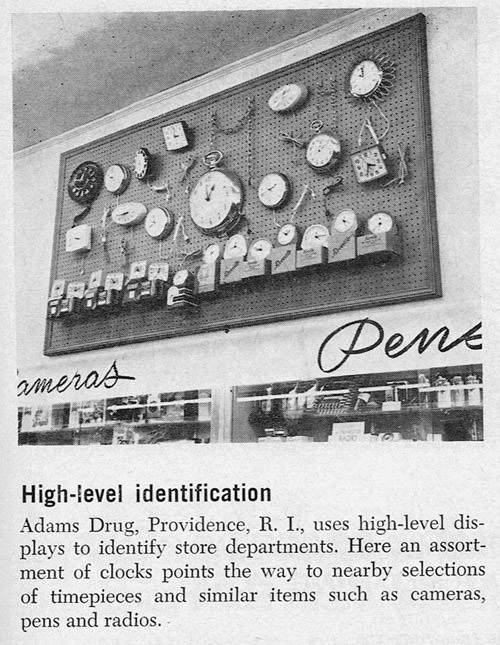 Cameras
Pens
RADIO
High-level identification
Adams Drug, Providence, R. I., uses high-level dis-
plays to identify store departments. Here an assort-
ment of clocks points the way to nearby selections
of timepieces and similar items such as cameras,
pens and radios.